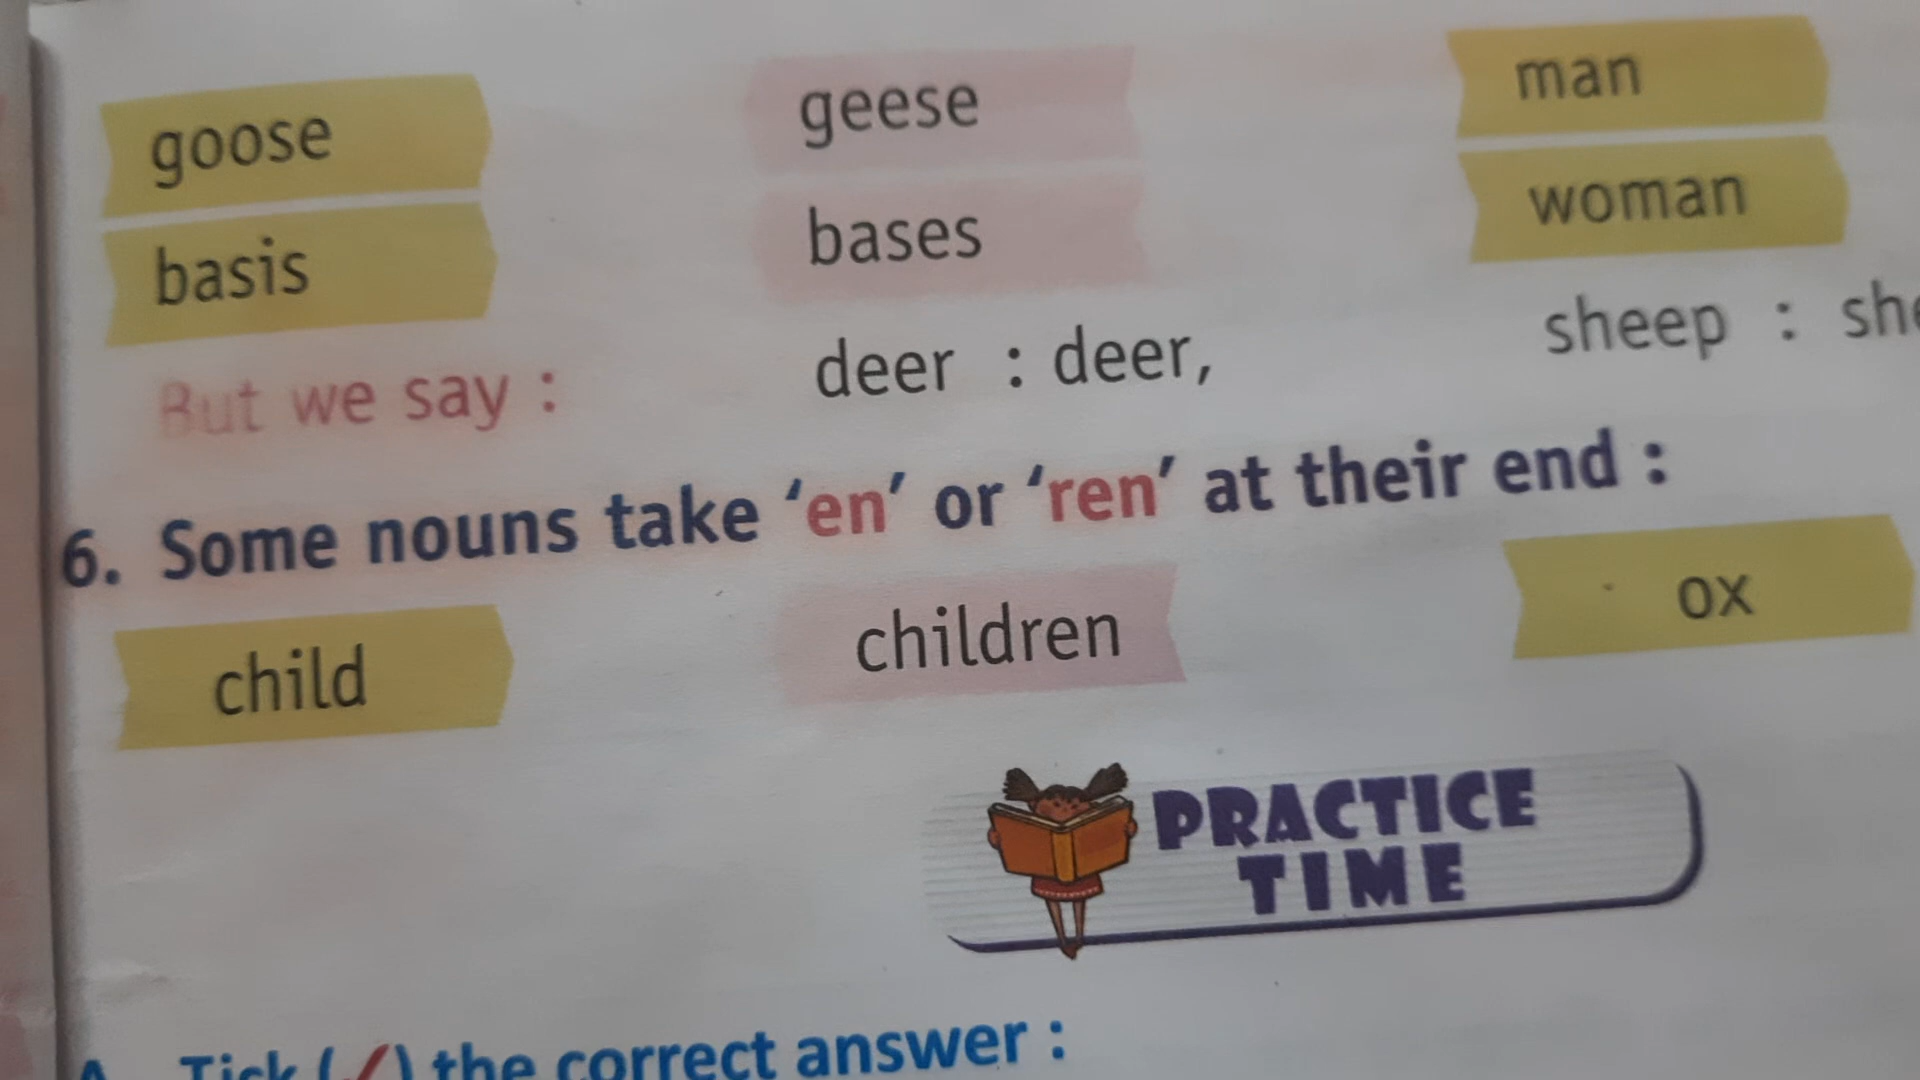 goose geese man
basis bases woman
But we say : deer : deer, sheep :
6. Some nouns take ‘en’ or ‘ren’ at their end :
child children ox
PRACTICE
TIME
A. Tick (✓) the correct answer :